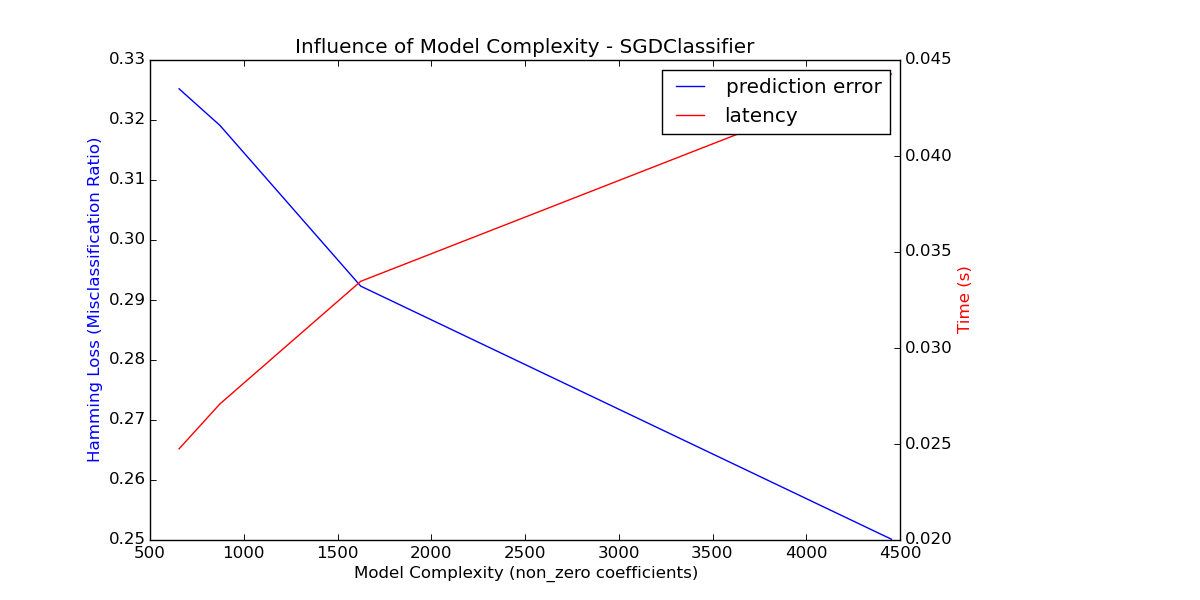 Influence of Model Complexity - SGDClassifier
prediction error
latency
Hamming Loss (Misclassification Ratio)
0.33
0.32
0.31
0.30
0.29
0.28
0.27
0.26
0.25
0.045
0.040
0.035
0.030
0.025
0.020
Time (s)
500 1000 1500 2000 2500 3000 3500 4000 4500
Model Complexity (non_zero coefficients)